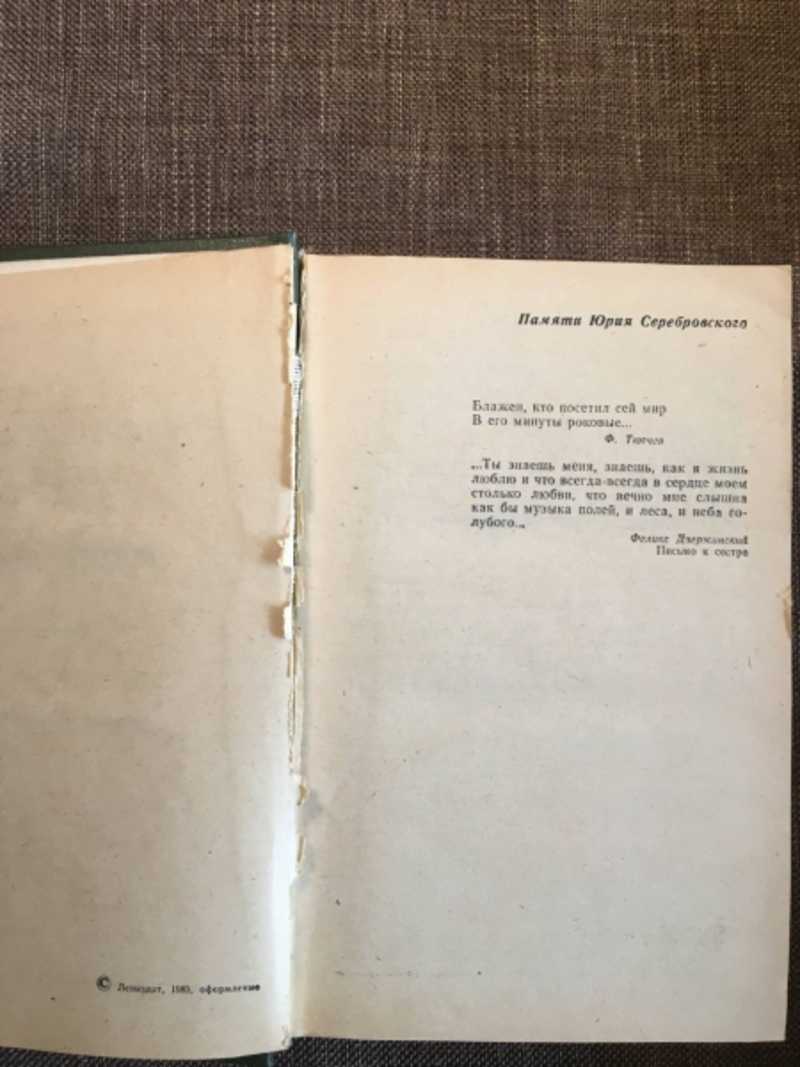 © Лениздат, 1980, оформление
Памяти Юрия Серебровского
Блажен, кто посетил сей мир
В его минуты роковые...
Ф. Тютчев
„..Ты знаешь меня, знаешь, как я жизнь
люблю и что всегда-всегда в сердце моем
столько любви, что вечно мне слышна
как бы музыка полей, и леса, и неба го-
лубого..„
Феликс Дзержинский
Письмо к сестре